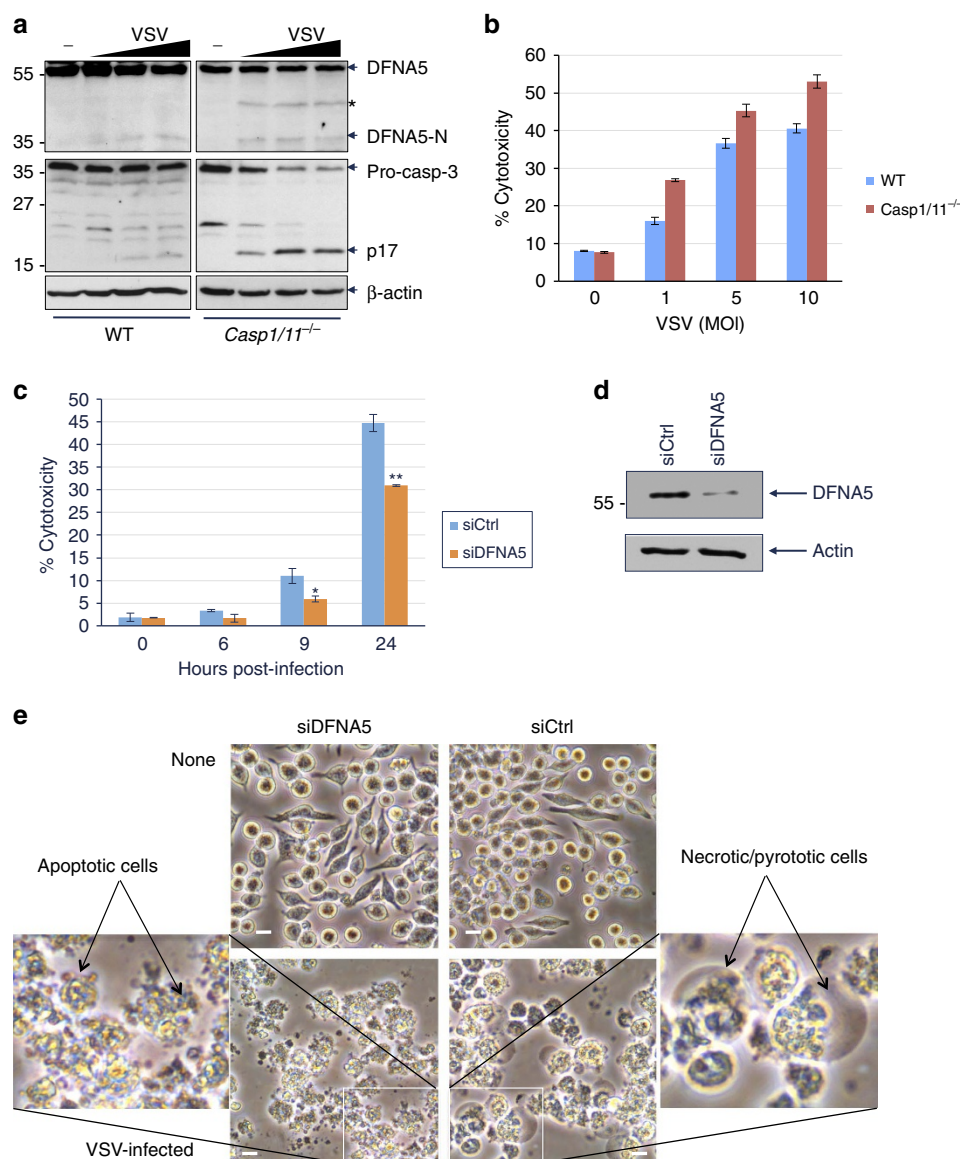 a
– VSV – VSV
55
DFNA5
*
35
DFNA5-N
35
Pro-casp-3
27
p17
15
β-actin
WT Casp1/11–/–
b
60
50
40
30
20
10
0
% Cytotoxicity
0 1 5 10
VSV (MOI)
WT
Casp1/11–/–
c
50
45
40
35
30
25
20
15
10
5
0
% Cytotoxicity
*
**
0 6 9 24
Hours post-infection
siCtrl
siDFNA5
d
siCtrl siDFNA5
55 -
DFNA5
Actin
e
siDFNA5 siCtrl
None
Apoptotic cells
Necrotic/pyrototic cells
VSV-infected